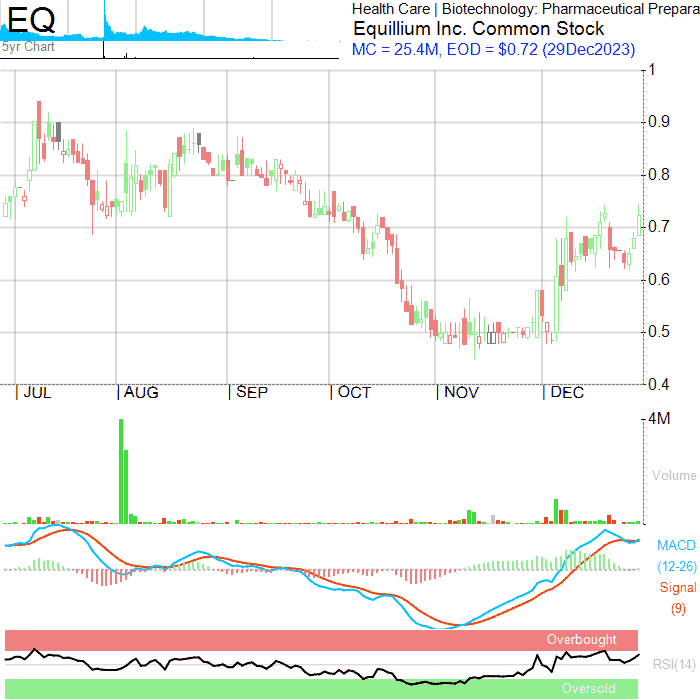 EQ
5yr Chart
Health Care | Biotechnology: Pharmaceutical Prepara
Equillium Inc. Common Stock
MC = 25.4M, EOD = $0.72 (29Dec2023)
1
0.9
0.8
0.7
0.6
0.5
0.4
JUL AUG SEP OCT NOV DEC
4M
Volume
MACD
(12-26)
Signal
(9)
Overbought
RSI(14)
Oversold